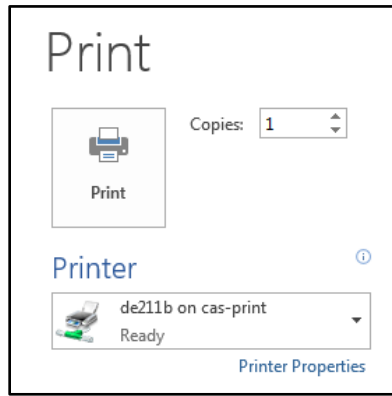 Print
Copies: 1
Print
Printer
de211b on cas-print
Ready
Printer Properties